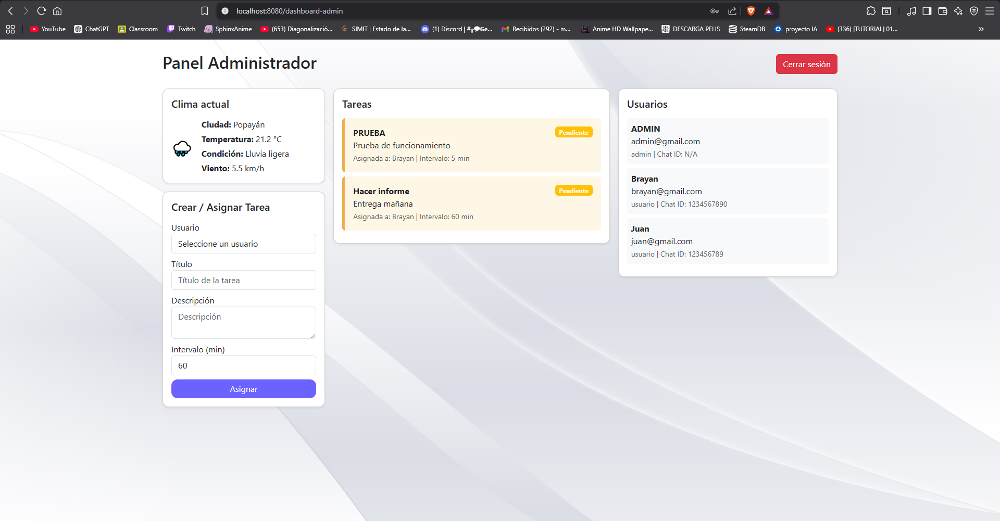 localhost:8080/dashboard-admin
YouTube
ChatGPT
Classroom
Twitch
SphinxAnime
(653) Diagonalizació...
SIMIT | Estado de la...
(1) Discord | #
Recibidos (292) - m...
Anime HD Wallpape...
DESCARGA PELIS
SteamDB
proyecto IA
(336) [TUTORIAL] 01...
Panel Administrador
Cerrar sesión
Clima actual
Ciudad: Popayán
Temperatura: 21.2 °C
Condición: Lluvia ligera
Viento: 5.5 km/h
Crear / Asignar Tarea
Usuario
Seleccione un usuario
Título
Título de la tarea
Descripción
Descripción
Intervalo (min)
60
Asignar
Tareas
PRUEBA
Pendiente
Prueba de funcionamiento
Asignada a: Brayan | Intervalo: 5 min
Hacer informe
Pendiente
Entrega mañana
Asignada a: Brayan | Intervalo: 60 min
Usuarios
ADMIN
admin@gmail.com
admin | Chat ID: N/A
Brayan
brayan@gmail.com
usuario | Chat ID: 1234567890
Juan
juan@gmail.com
usuario | Chat ID: 123456789